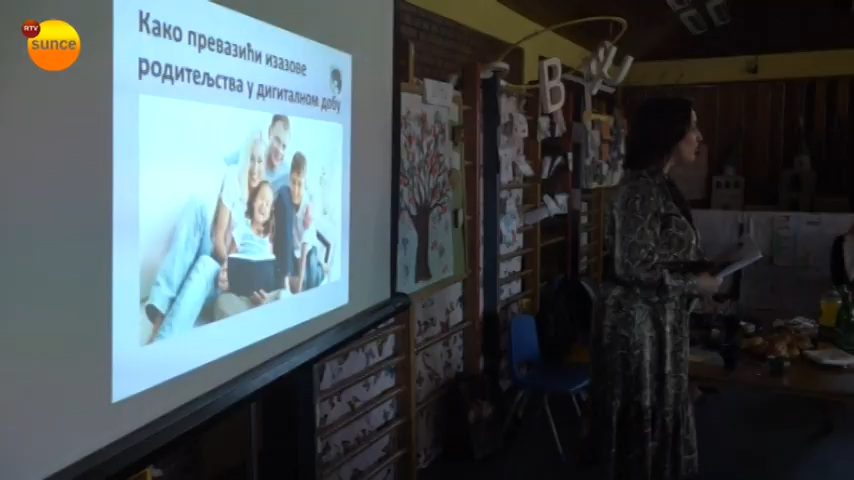 RTV
sunce
Како превазићи изазове
родитељства у дигиталном добу
В